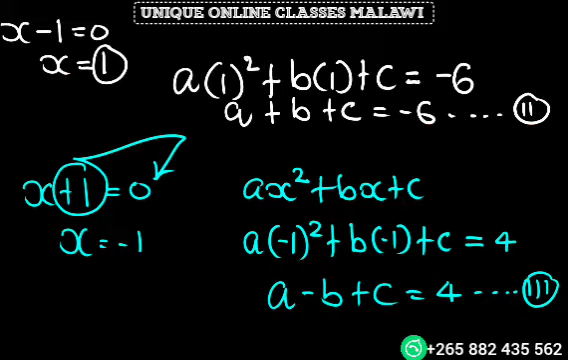 UNIQUE ONLINE CLASSES MALAWI
x - 1 = 0
x = 1
a(1)² + b(1) + c = -6
a + b + c = -6 ..... II
x + 1 = 0
x = -1
ax² + bx + c
a(-1)² + b(-1) + c = 4
a - b + c = 4 ..... III
+265 882 435 562